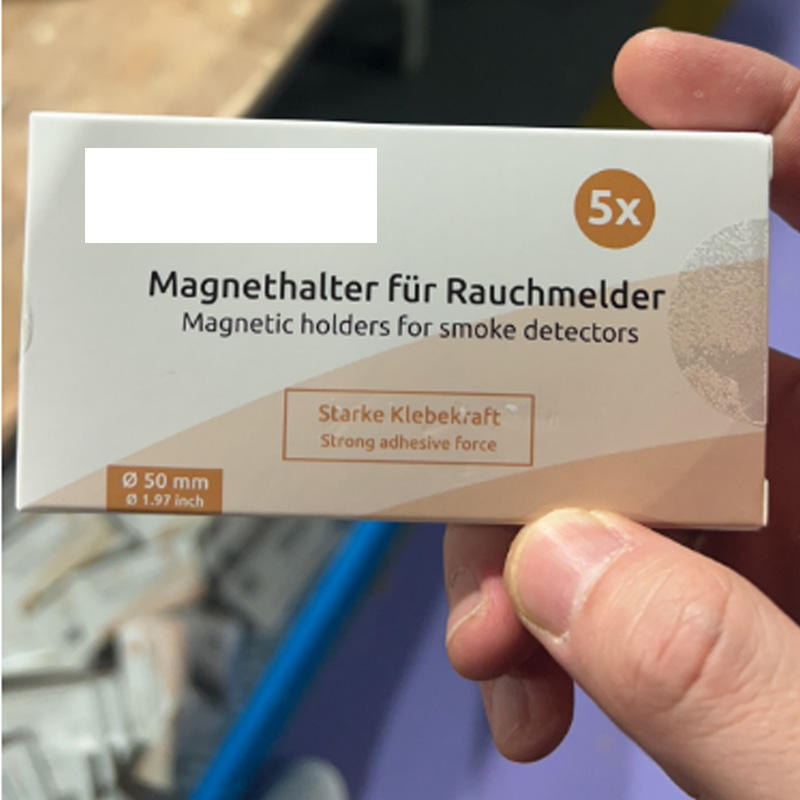 5x
Magnethalter für Rauchmelder
Magnetic holders for smoke detectors
Starke Klebekraft
Strong adhesive force
Ø 50 mm
Ø 1.97 inch